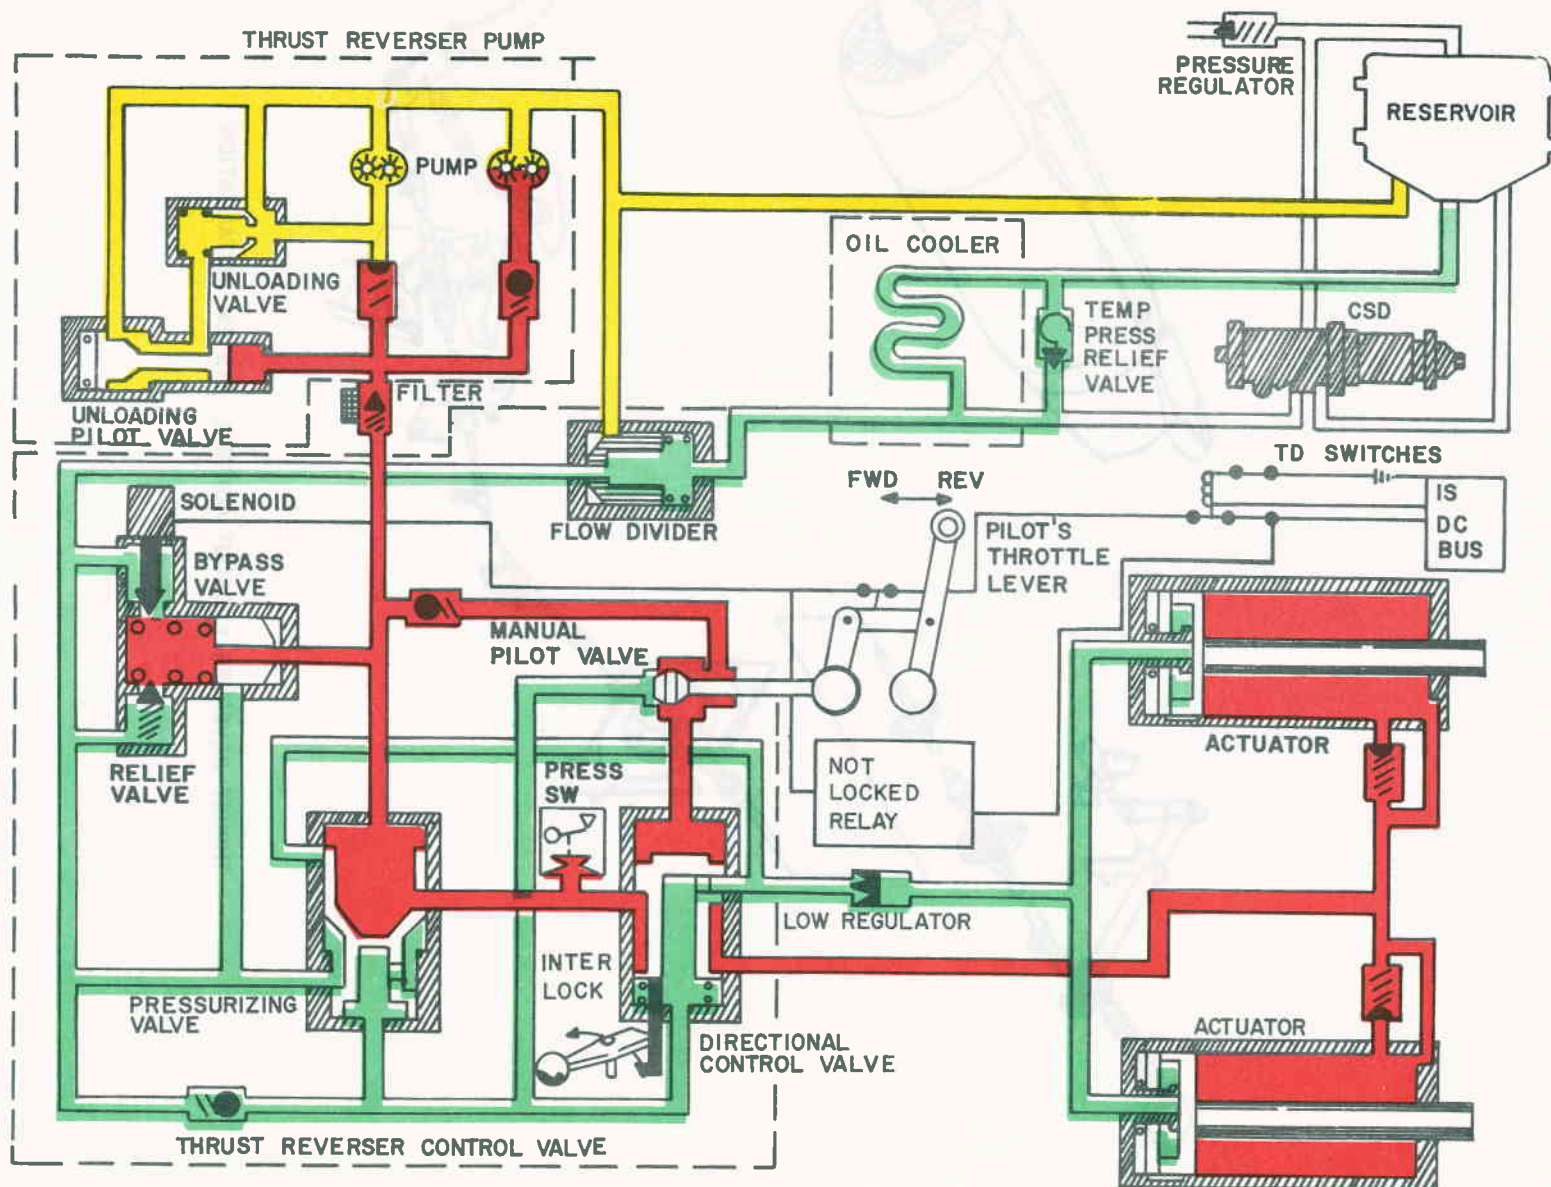 THRUST REVERSER PUMP
PRESSURE
REGULATOR
RESERVOIR
PUMP
OIL COOLER
UNLOADING
VALVE
TEMP
PRESS
RELIEF
VALVE
CSD
FILTER
UNLOADING
PILOT VALVE
TD SWITCHES
FWD
REV
SOLENOID
FLOW DIVIDER
PILOT'S
THROTTLE
LEVER
IS
DC
BUS
BYPASS
VALVE
MANUAL
PILOT VALVE
ACTUATOR
RELIEF
VALVE
PRESS
SW
NOT
LOCKED
RELAY
LOW REGULATOR
INTER
LOCK
PRESSURIZING
VALVE
DIRECTIONAL
CONTROL VALVE
ACTUATOR
THRUST REVERSER CONTROL VALVE